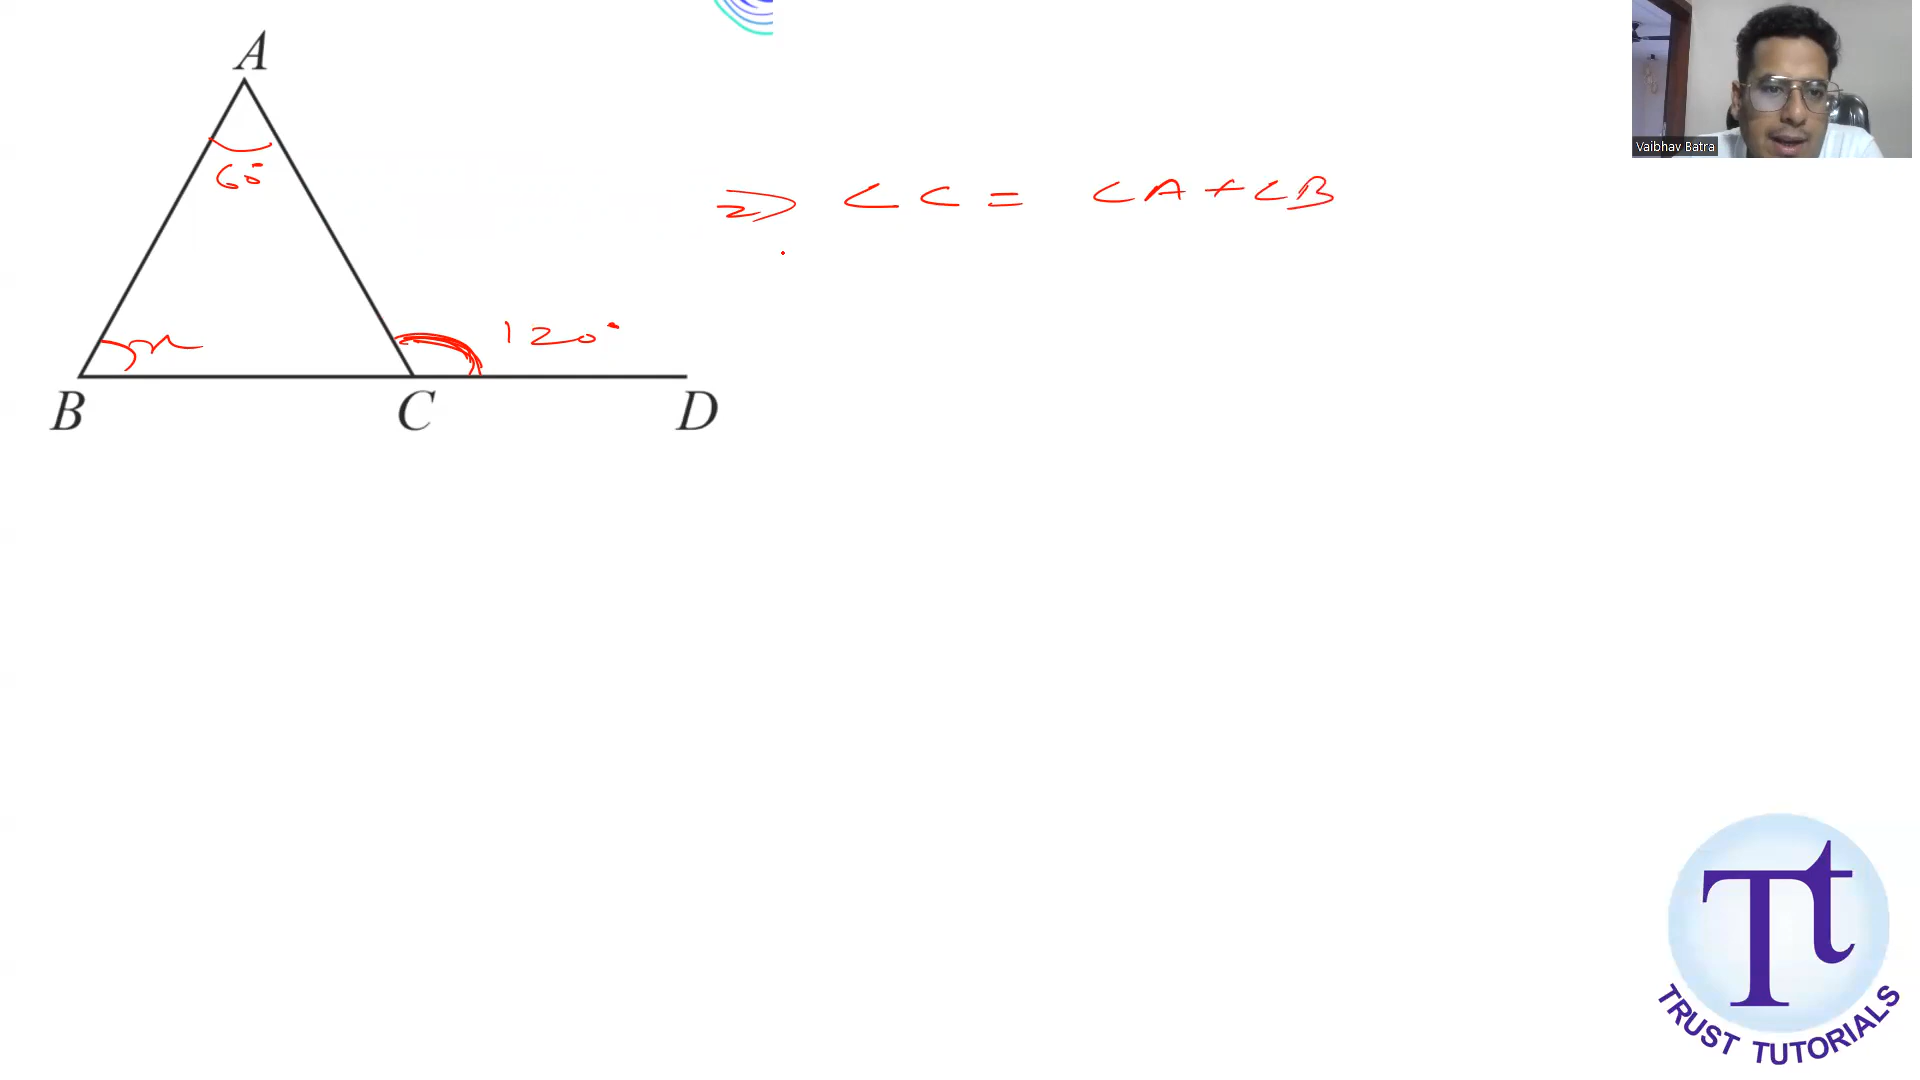 A
60°
x
120°
B
C
D
=> ∠C = ∠A + ∠B
Vaibhav Batra
Tt
TRUST TUTORIALS